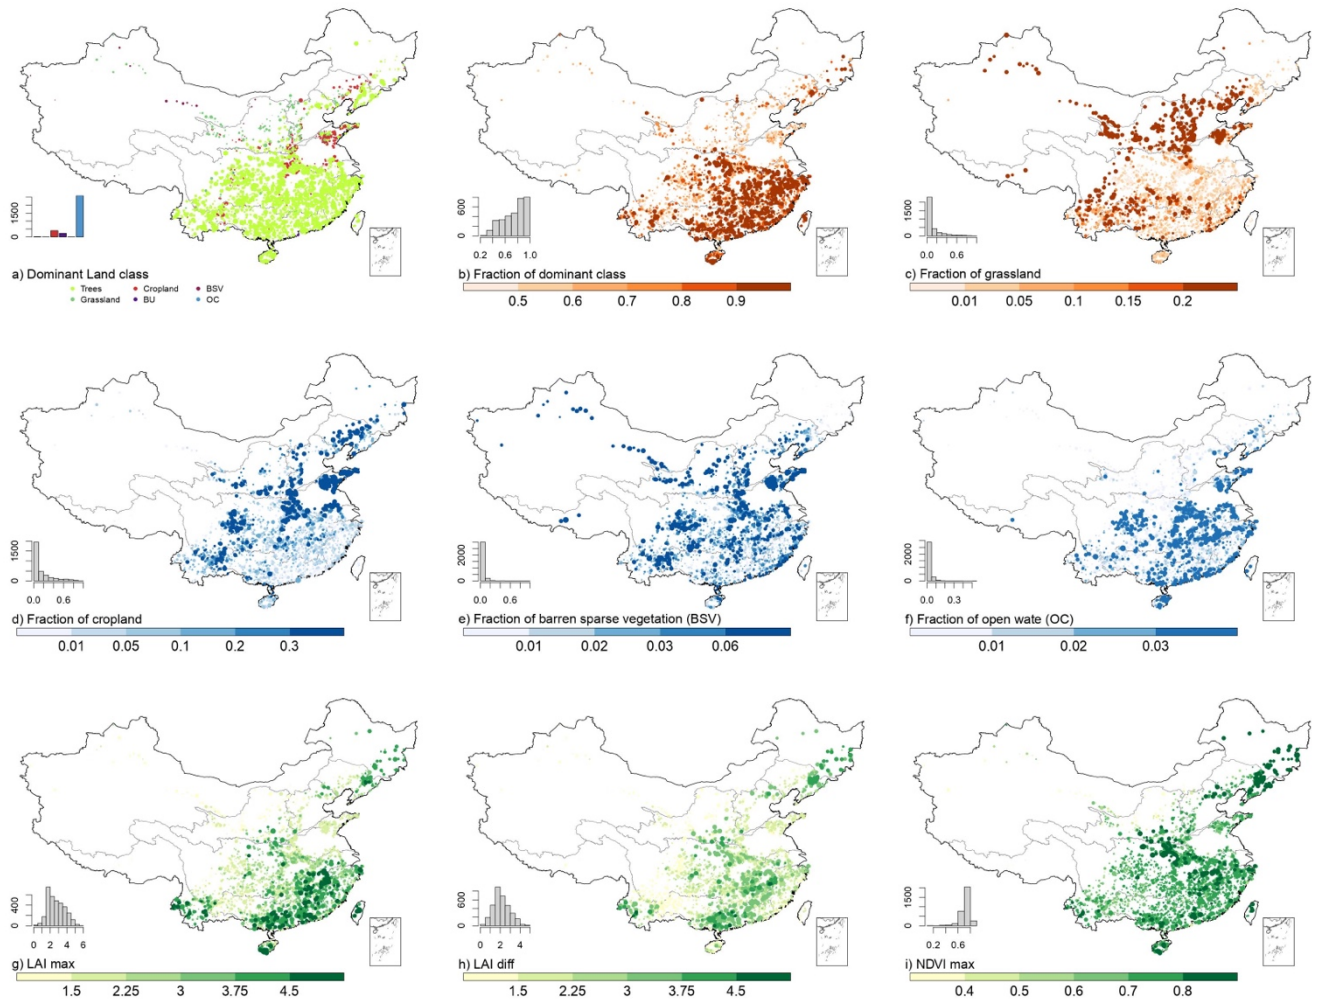 1500
0
a) Dominant Land class
Trees Cropland BSV
Grassland BU OC
600
0
0.2 0.6 1.0
b) Fraction of dominant class
0.5 0.6 0.7 0.8 0.9
1500
0
0.0 0.6
c) Fraction of grassland
0.01 0.05 0.1 0.15 0.2
1500
0
0.0 0.6
d) Fraction of cropland
0.01 0.05 0.1 0.2 0.3
2000
0
0.0 0.6
e) Fraction of barren sparse vegetation (BSV)
0.01 0.02 0.03 0.06
2000
0
0.0 0.3
f) Fraction of open wate (OC)
0.01 0.02 0.03
400
0
0 2 4 6
g) LAI max
1.5 2.25 3 3.75 4.5
600
0
0 2 4
h) LAI diff
1.5 2.25 3 3.75 4.5
1500
0
0.2 0.6
i) NDVI max
0.4 0.5 0.6 0.7 0.8